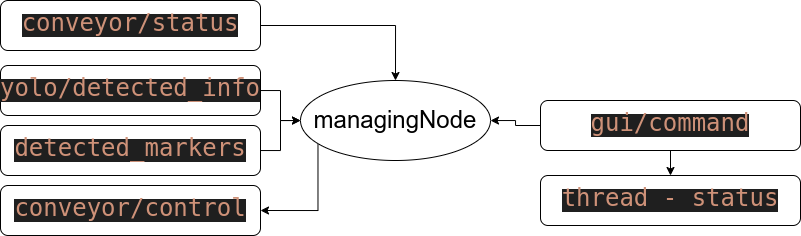 conveyor/status
yolo/detected_info
managingNode
gui/command
detected_markers
conveyor/control
thread - status